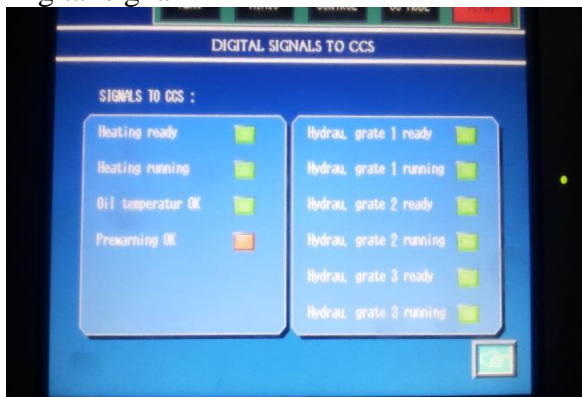 DIGITAL SIGNALS TO CCS
SIGNALS TO CCS :
Heating ready
Heating running
Oil temperatur OK
Prewarning OK
Hydrau. grate 1 ready
Hydrau. grate 1 running
Hydrau. grate 2 ready
Hydrau. grate 2 running
Hydrau. grate 3 ready
Hydrau. grate 3 running